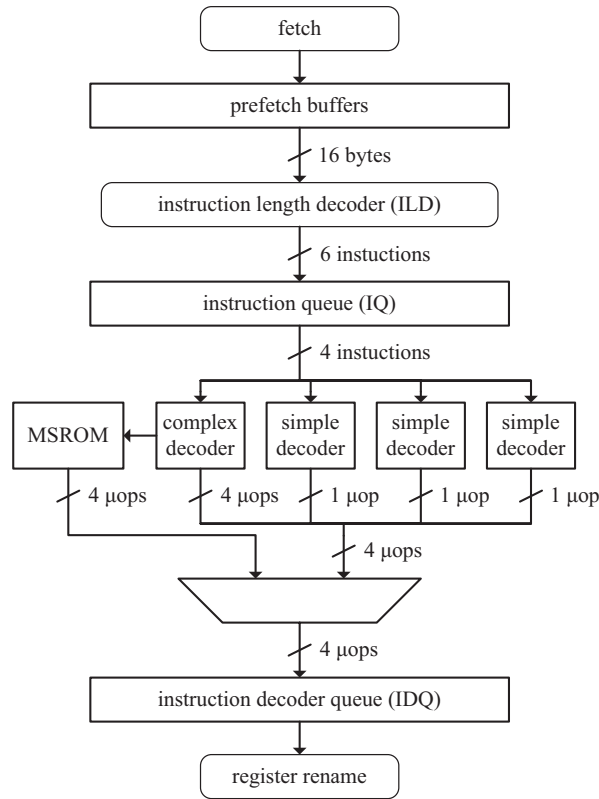 fetch
prefetch buffers
16 bytes
instruction length decoder (ILD)
6 instuctions
instruction queue (IQ)
4 instuctions
MSROM
complex
decoder
simple
decoder
simple
decoder
simple
decoder
4 μops
4 μops
1 μop
1 μop
1 μop
4 μops
4 μops
instruction decoder queue (IDQ)
register rename